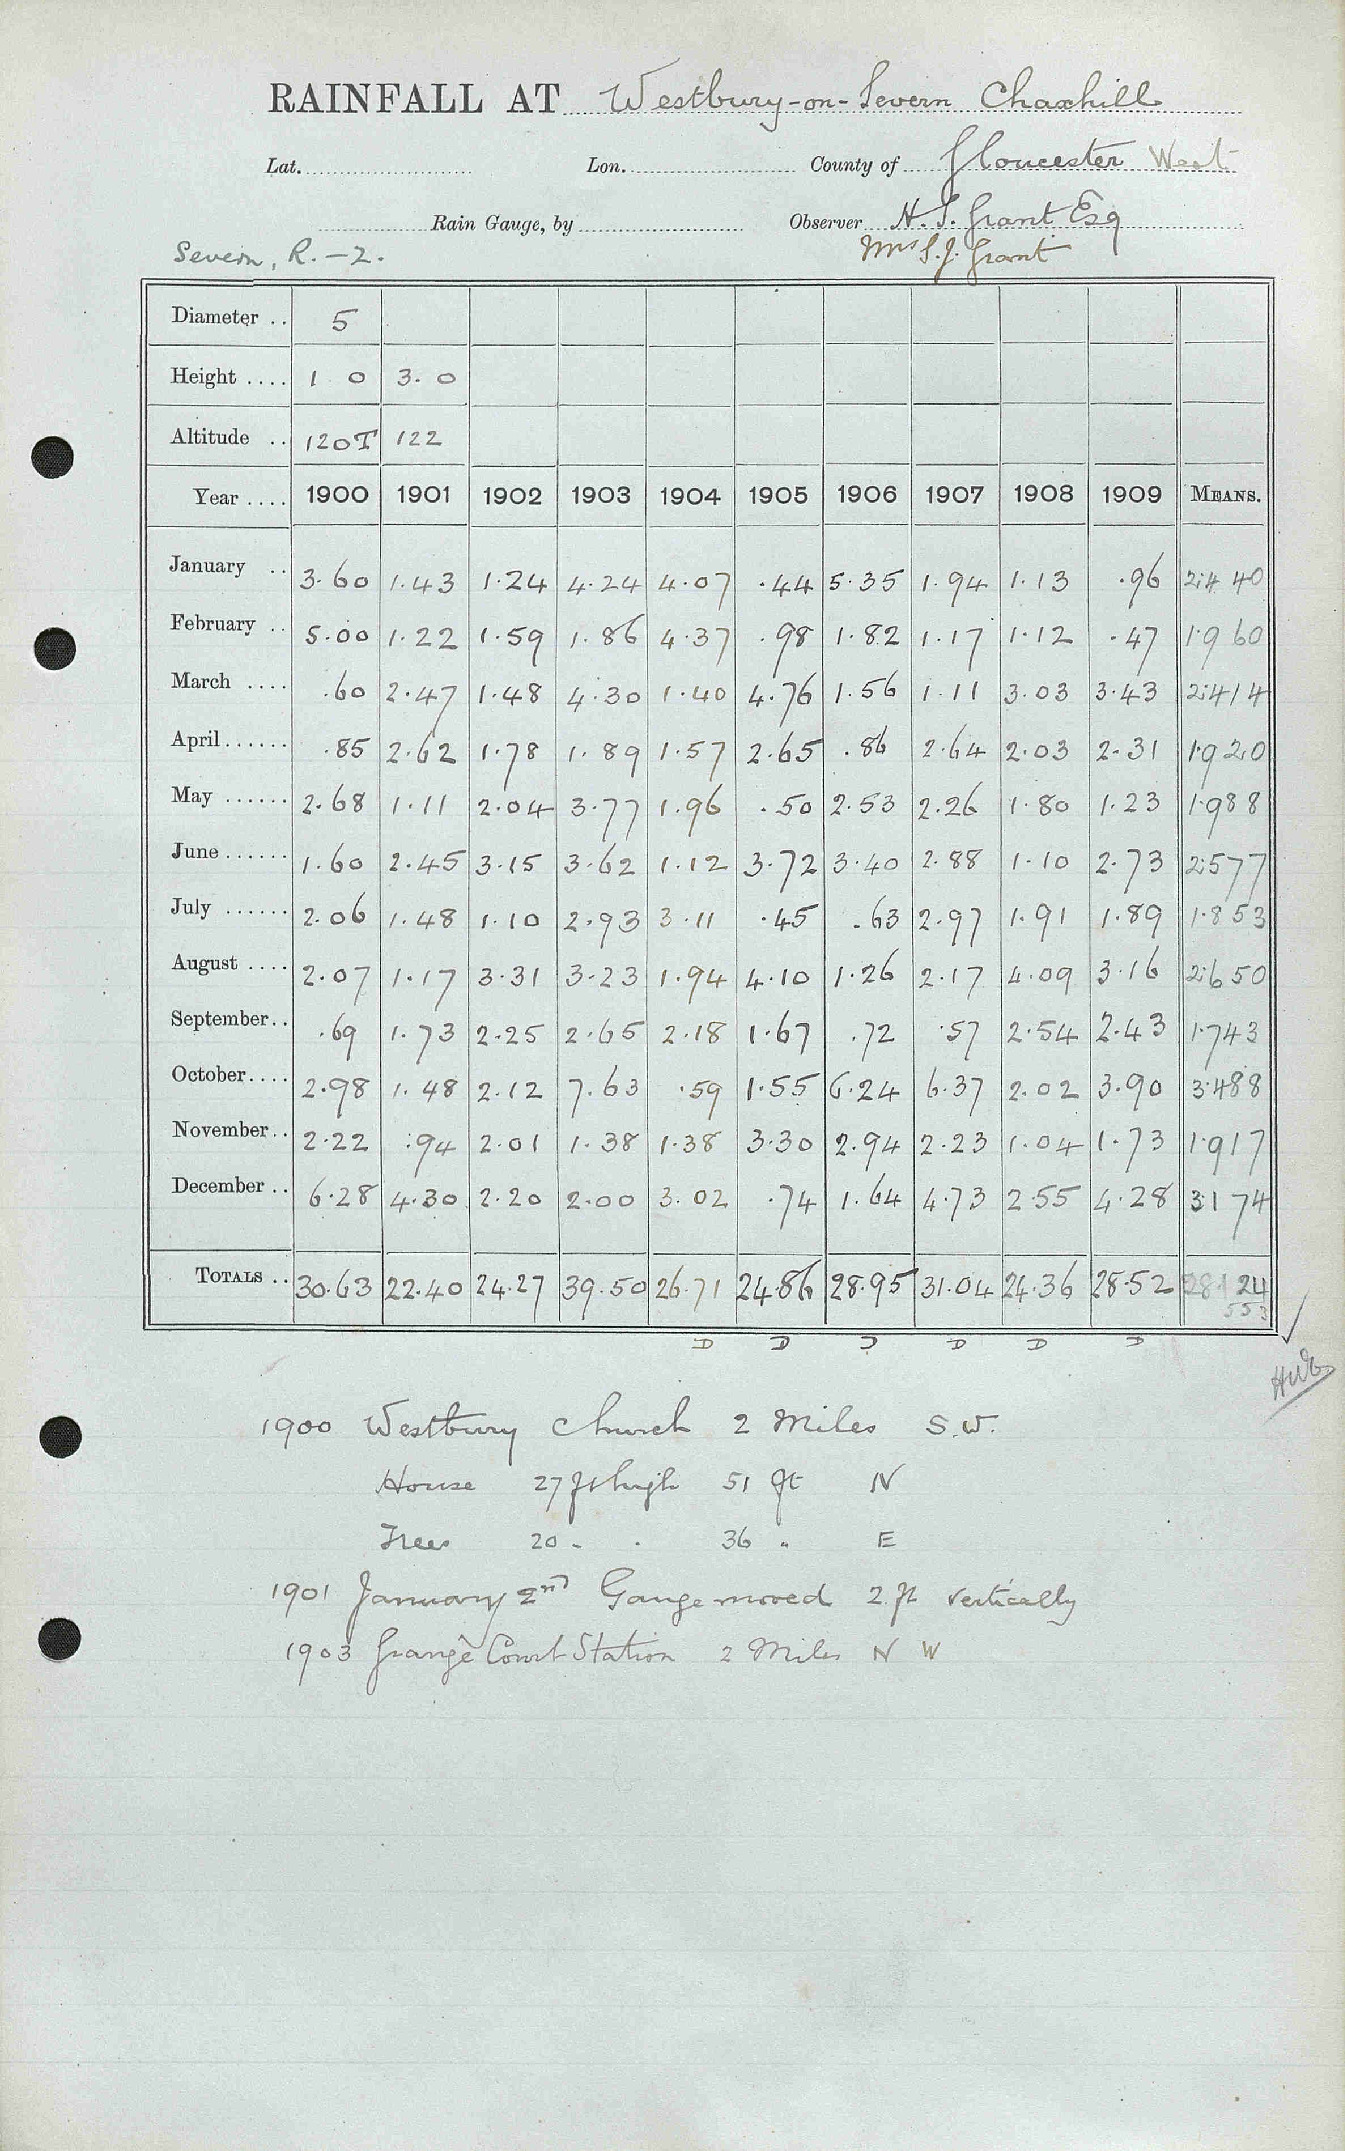 RAINFALL AT Westbury-on-Severn Chaxhill
Lat. Lon. County of Gloucester West
Rain Gauge, by Observer H. S. Grant Esq
Severn, R. - 2. Mrs S. J. Grant
Diameter .. 5
Height .... 1 0 3. 0
Altitude .. 120T 122
Year .... 1900 1901 1902 1903 1904 1905 1906 1907 1908 1909 MEANS.
January .. 3.60 1.43 1.24 4.24 4.07 .44 5.35 1.94 1.13 .96 2.4 40
February .. 5.00 1.22 1.59 1.86 4.37 .98 1.82 1.17 1.12 .47 1.9 60
March .... .60 2.47 1.48 4.30 1.40 4.76 1.56 1.11 3.03 3.43 2.414
April ...... .85 2.62 1.78 1.89 1.57 2.65 .86 2.64 2.03 2.31 1.920
May ...... 2.68 1.11 2.04 3.77 1.96 .50 2.53 2.26 1.80 1.23 1.988
June ...... 1.60 2.45 3.15 3.62 1.12 3.72 3.40 2.88 1.10 2.73 2.577
July ...... 2.06 1.48 1.10 2.93 3.11 .45 .63 2.97 1.91 1.89 1.853
August .... 2.07 1.17 3.31 3.23 1.94 4.10 1.26 2.17 4.09 3.16 2.650
September .. .69 1.73 2.25 2.65 2.18 1.67 .72 .57 2.54 2.43 1.743
October .... 2.98 1.48 2.12 7.63 .59 1.55 6.24 6.37 2.02 3.90 3.488
November .. 2.22 .94 2.01 1.38 1.38 3.30 2.94 2.23 1.04 1.73 1.917
December .. 6.28 4.30 2.20 2.00 3.02 .74 1.64 4.73 2.55 4.28 3.174
TOTALS .. 30.63 22.40 24.27 39.50 26.71 24.86 28.95 31.04 24.36 28.52 28.124
D D D D D D
1900 Westbury Church 2 Miles S.W.
House 27 ft high 51 ft N
Trees 20 " " 36 " E
1901 January 2nd Gauge moved 2 ft vertically
1903 Grange Court Station 2 Miles N W